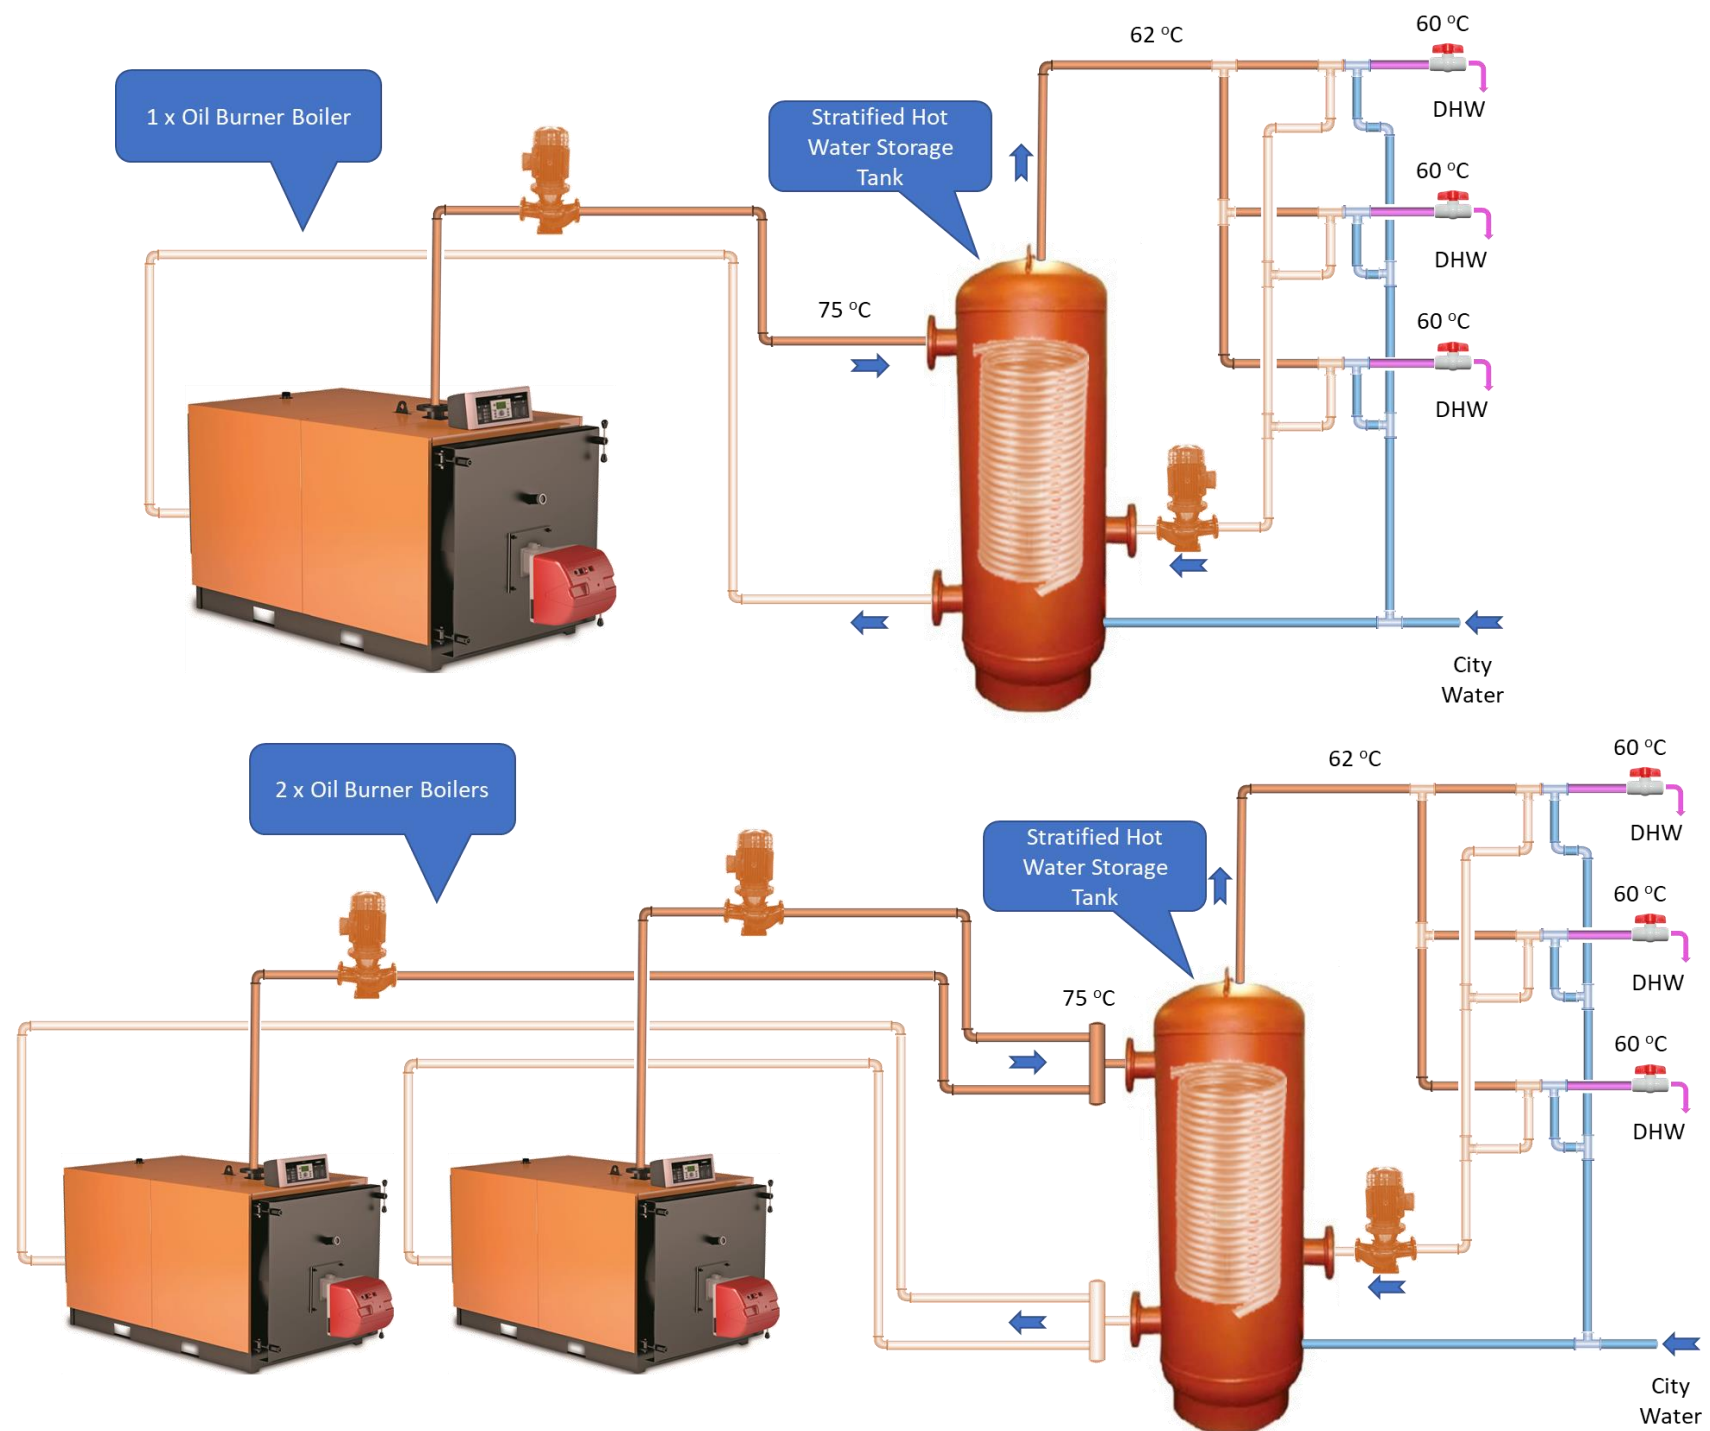 62 °C
60 °C
1 x Oil Burner Boiler
Stratified Hot
Water Storage
Tank
DHW
60 °C
DHW
75 °C
60 °C
DHW
City
Water
2 x Oil Burner Boilers
62 °C
60 °C
Stratified Hot
Water Storage
Tank
DHW
60 °C
DHW
75 °C
60 °C
DHW
City
Water